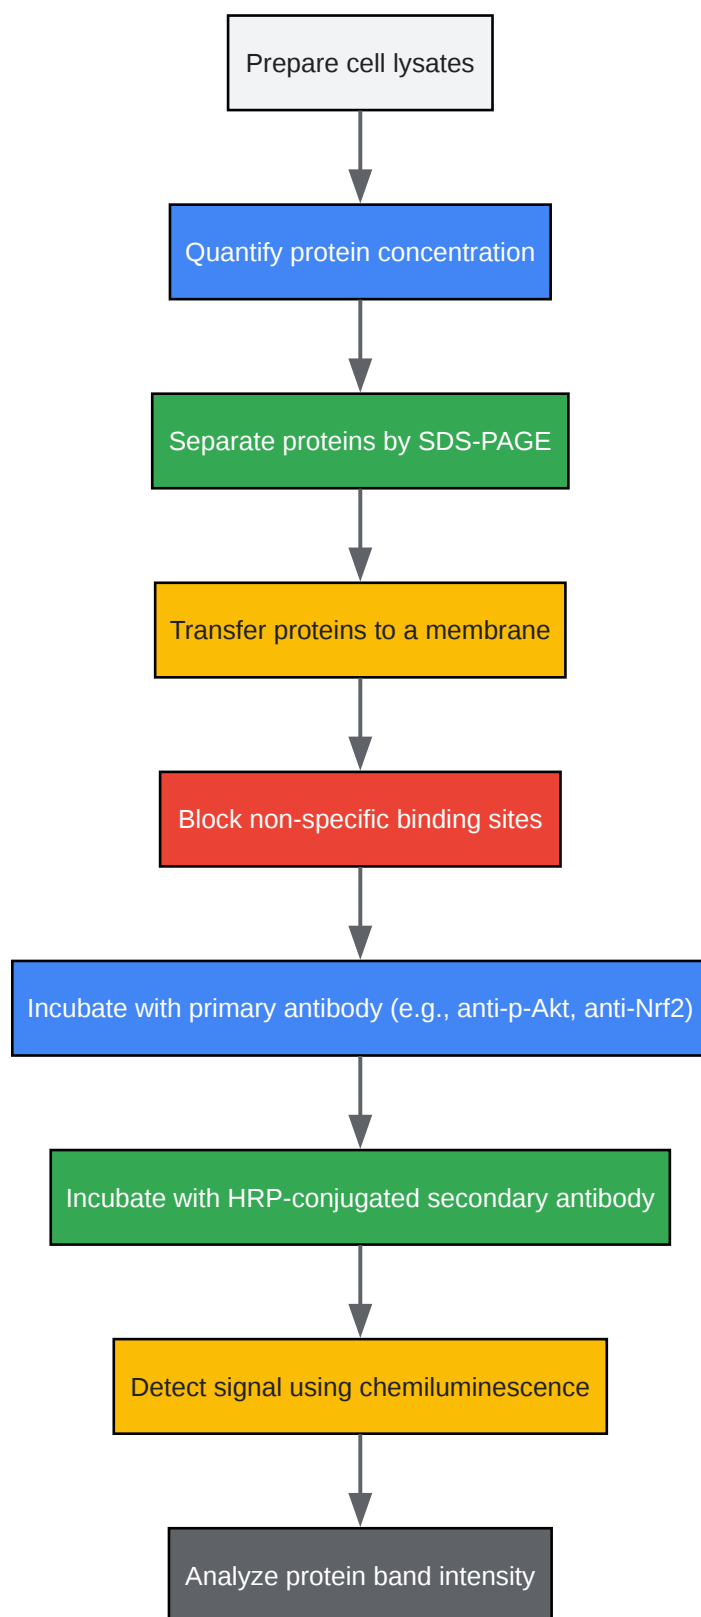 Prepare cell lysates
Quantify protein concentration
Separate proteins by SDS-PAGE
Transfer proteins to a membrane
Block non-specific binding sites
Incubate with primary antibody (e.g., anti-p-Akt, anti-Nrf2)
Incubate with HRP-conjugated secondary antibody
Detect signal using chemiluminescence
Analyze protein band intensity